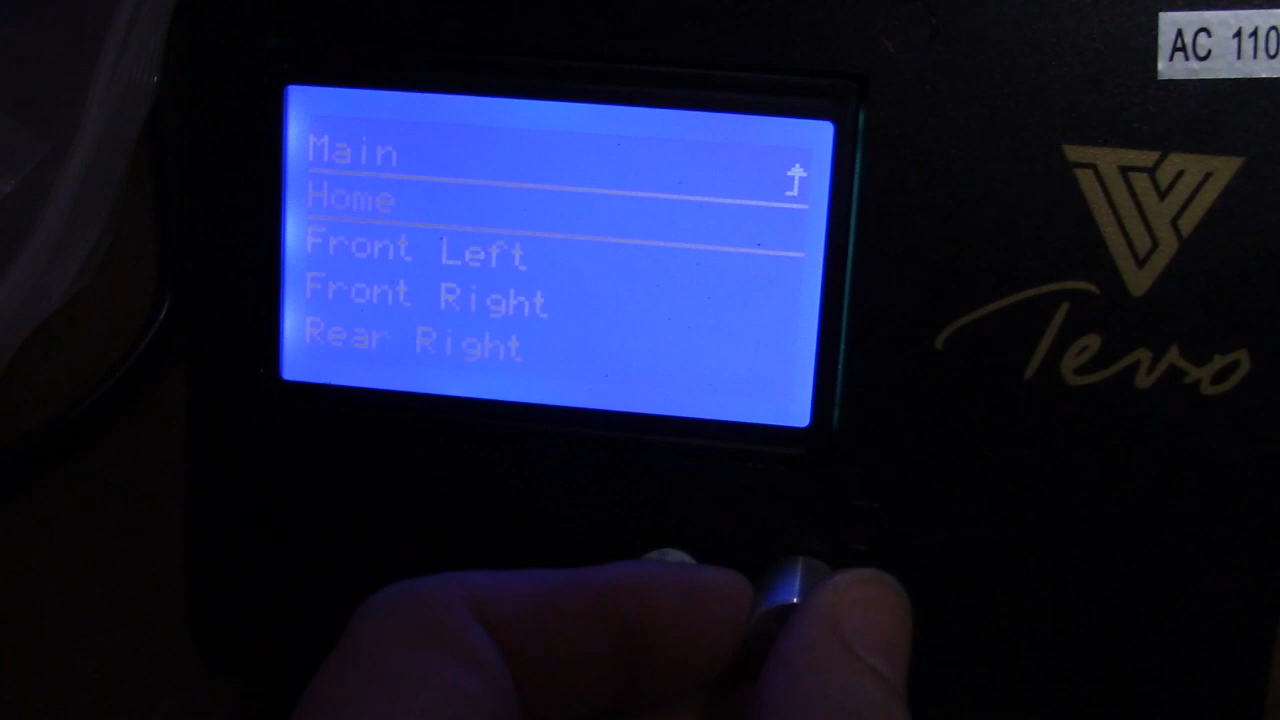 AC 110
Main
Home
Front Left
Front Right
Rear Right
Tevo